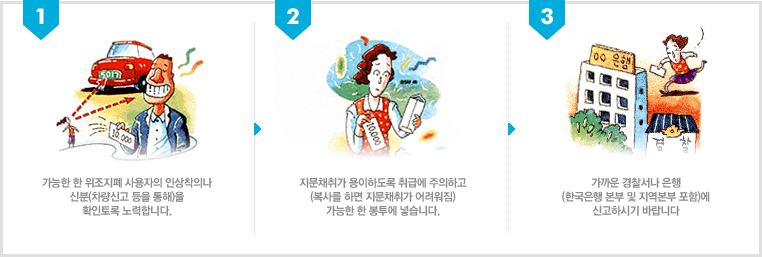 1
2
3
5017
10,000
10,000
00 은행
경찰
가능한 한 위조지폐 사용자의 인상착의나
신분(차량신고 등을 통해)을
확인토록 노력합니다.
지문채취가 용이하도록 취급에 주의하고
(복사를 하면 지문채취가 어려워짐)
가능한 한 봉투에 넣습니다.
가까운 경찰서나 은행
(한국은행 본부 및 지역본부 포함)에
신고하시기 바랍니다